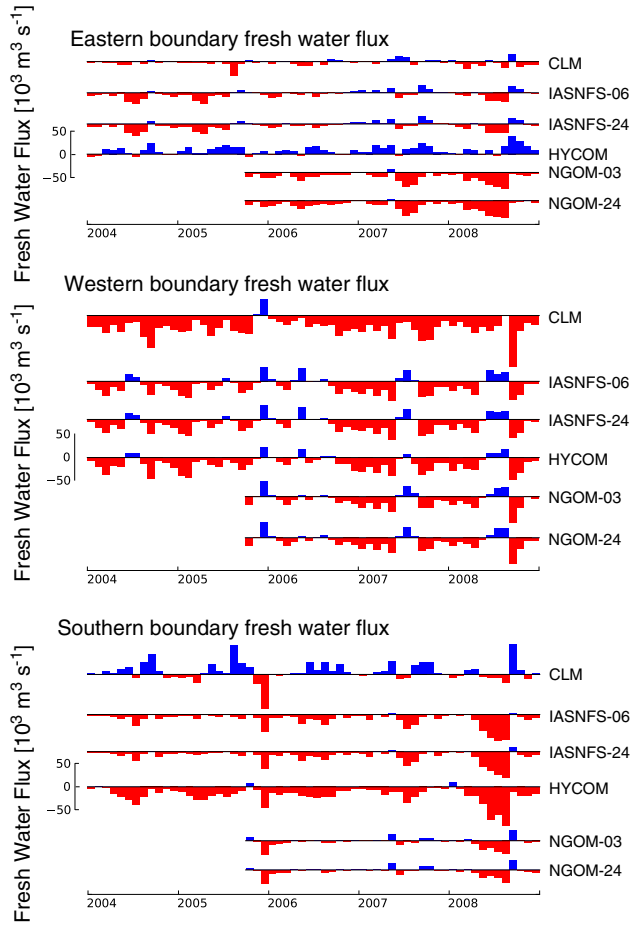 Eastern boundary fresh water flux
Fresh Water Flux [10³ m³ s⁻¹]
CLM
IASNFS-06
IASNFS-24
50
0
HYCOM
−50
NGOM-03
NGOM-24
2004 2005 2006 2007 2008
Western boundary fresh water flux
Fresh Water Flux [10³ m³ s⁻¹]
CLM
IASNFS-06
IASNFS-24
50
0
HYCOM
−50
NGOM-03
NGOM-24
2004 2005 2006 2007 2008
Southern boundary fresh water flux
Fresh Water Flux [10³ m³ s⁻¹]
CLM
IASNFS-06
IASNFS-24
50
0
HYCOM
−50
NGOM-03
NGOM-24
2004 2005 2006 2007 2008